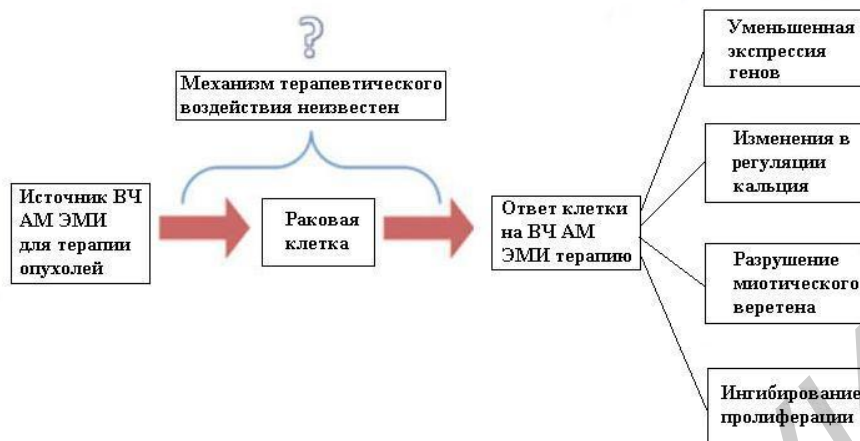 ?
Механизм терапевтического
воздействия неизвестен
Источник ВЧ
АМ ЭМИ
для терапии
опухолей
Раковая
клетка
Ответ клетки
на ВЧ АМ
ЭМИ терапию
Уменьшенная
экспрессия
генов
Изменения в
регуляции
кальция
Разрушение
миотического
веретена
Ингибирование
пролиферации